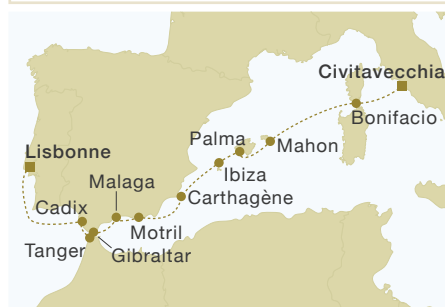 Civitavecchia
Bonifacio
Palma
Mahon
Lisbonne
Ibiza
Malaga
Carthagène
Cadix
Motril
Tanger
Gibraltar